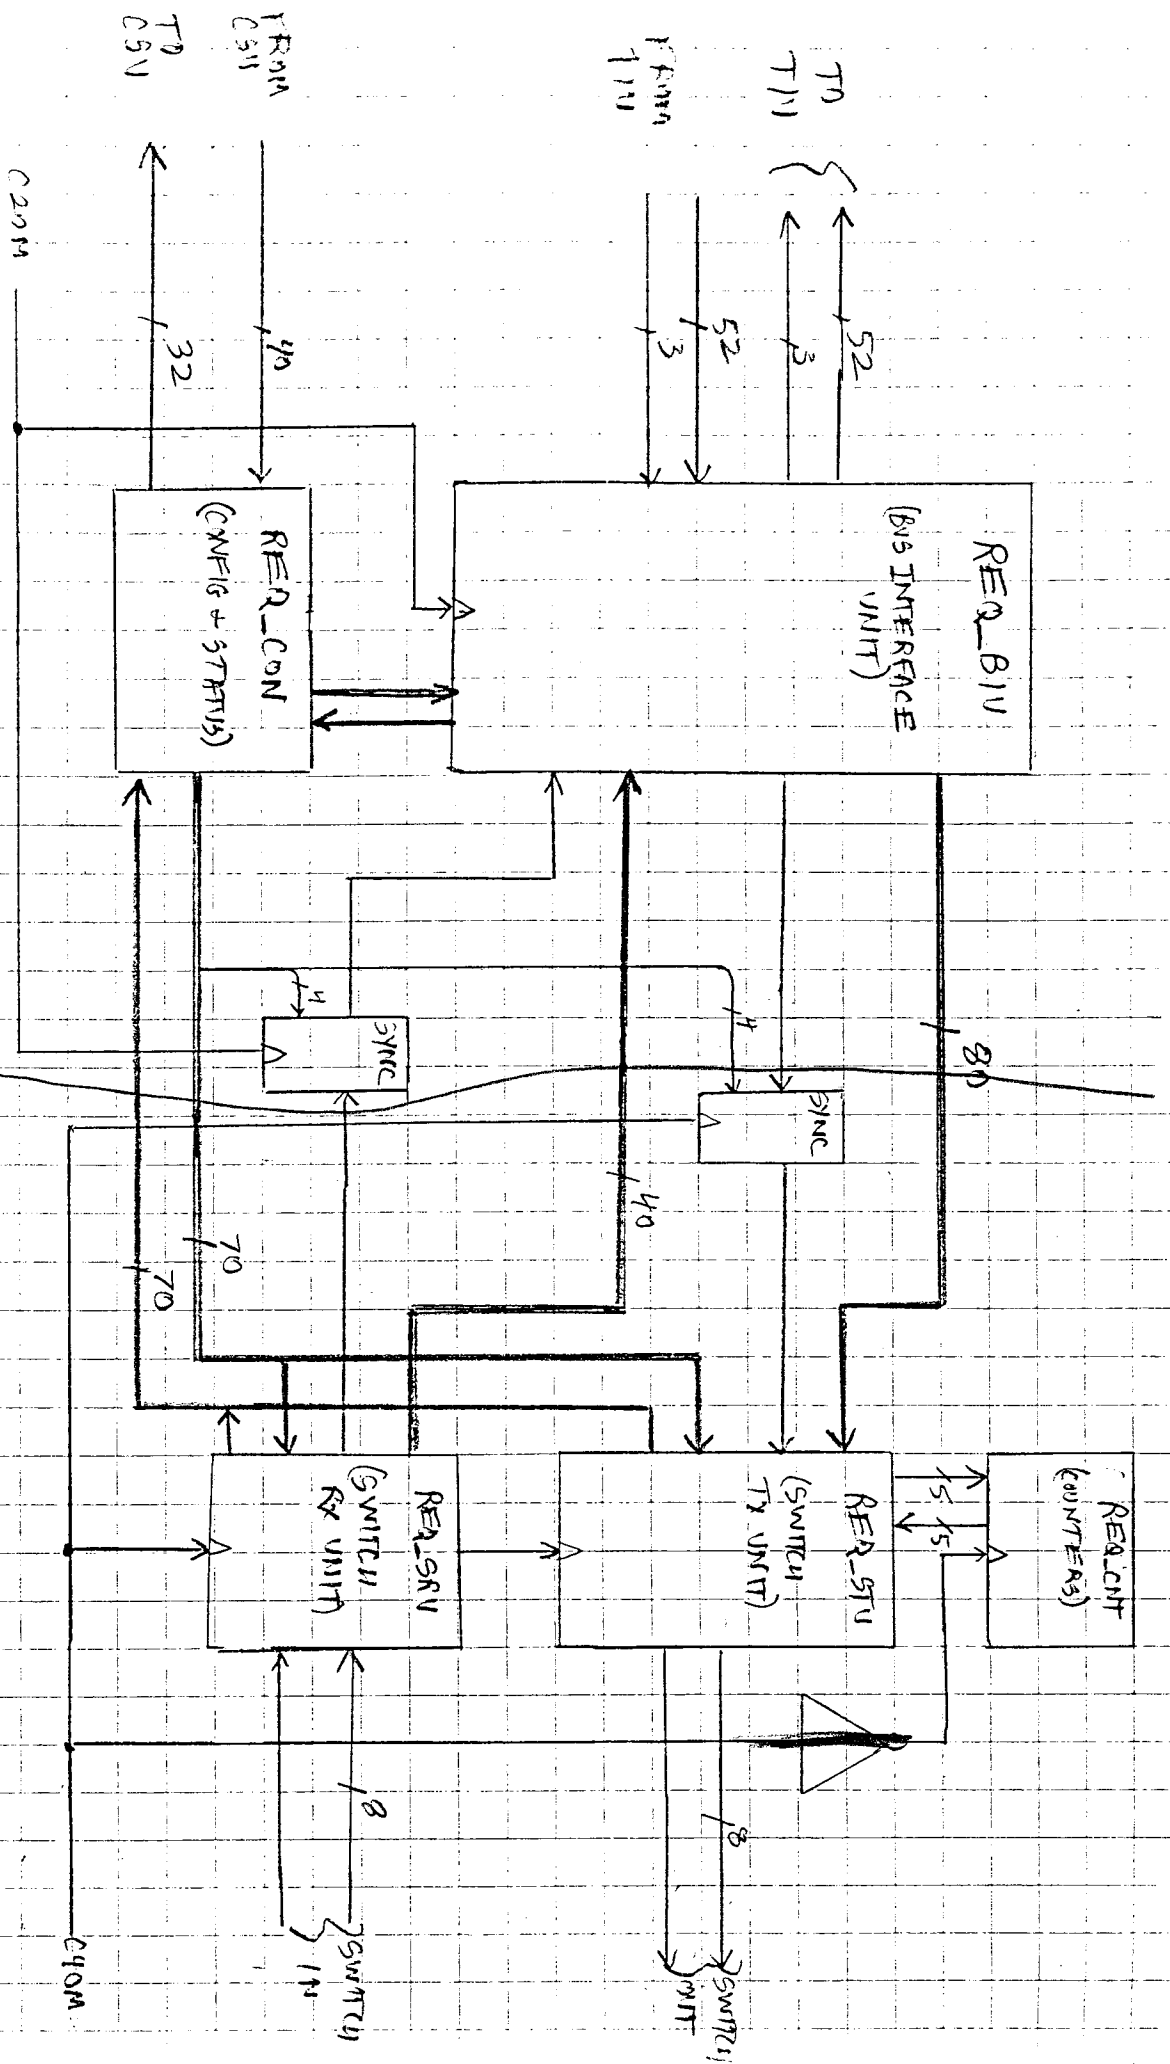 TO
TIU
FROM
TIU
FROM
CSU
TO
CSU
C20M
52
3
52
3
40
32
REQ_BIU
(BUS INTERFACE
UNIT)
REQ_CON
(CONFIG & STATUS)
80
4
4
SYNC
SYNC
40
70
70
REQ_CNT
(COUNTERS)
5
5
REQ_STU
(SWITCH
TX UNIT)
REQ_SRU
(SWITCH
RX UNIT)
8
8
SWITCH
OUT
SWITCH
IN
C40M